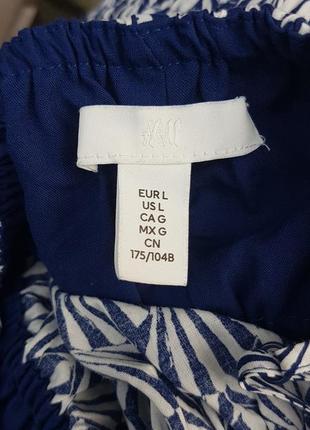 H&M
EUR L
US L
CA G
MX G
CN
175/104B